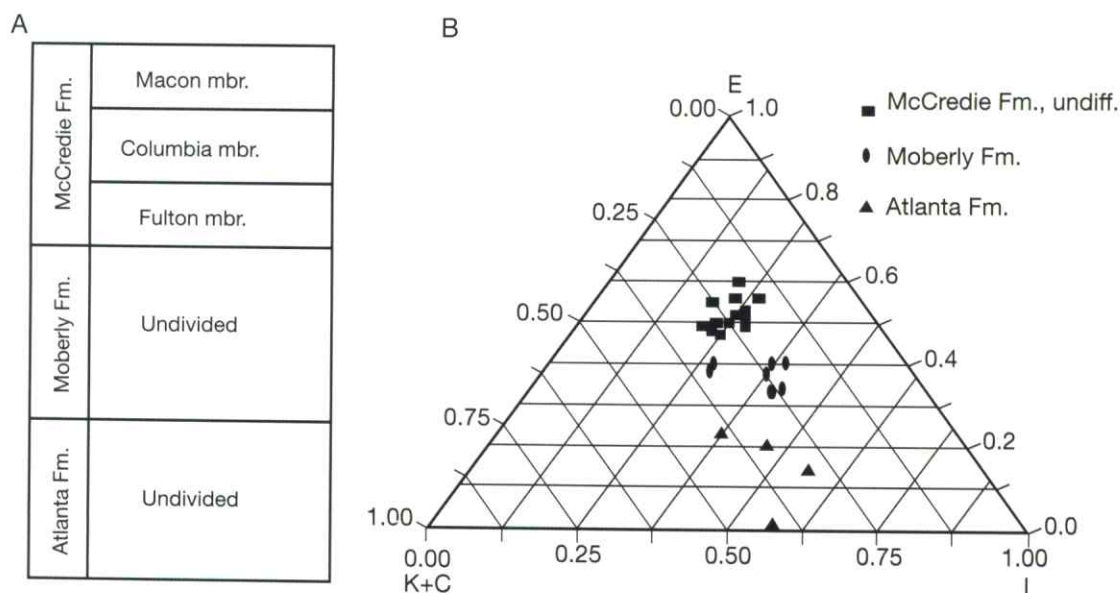 A
McCredie Fm.
Macon mbr.
Columbia mbr.
Fulton mbr.
Moberly Fm.
Undivided
Atlanta Fm.
Undivided
B
E
0.00 1.0
McCredie Fm., undiff.
Moberly Fm.
Atlanta Fm.
0.8
0.25
0.6
0.50
0.4
0.75
0.2
1.00
0.0
0.00 0.25 0.50 0.75 1.00
K+C I